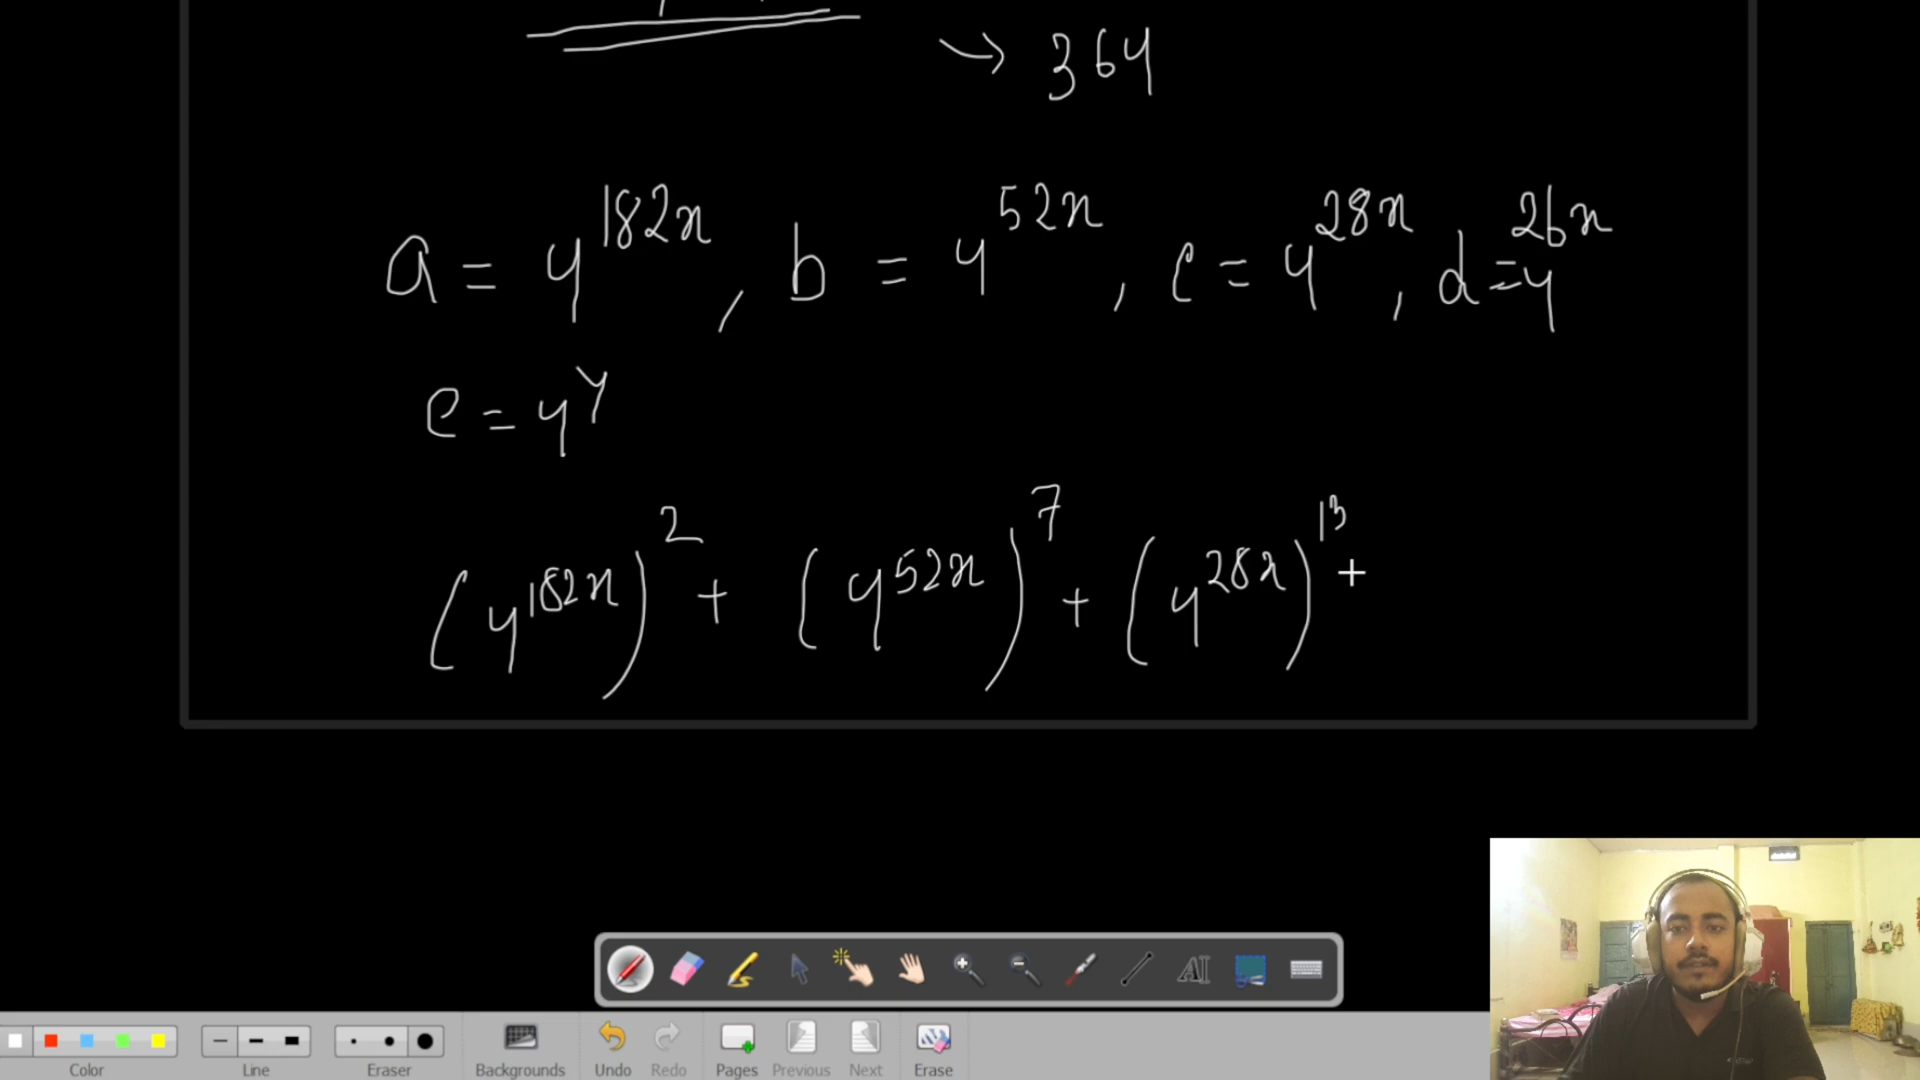 → 364
a = 4^182x, b = 4^52x, c = 4^28x, d = 4^26x
e = 4^y
(4^182x)^2 + (4^52x)^7 + (4^28x)^13 +
Color Line Eraser Backgrounds Undo Redo Pages Previous Next Erase